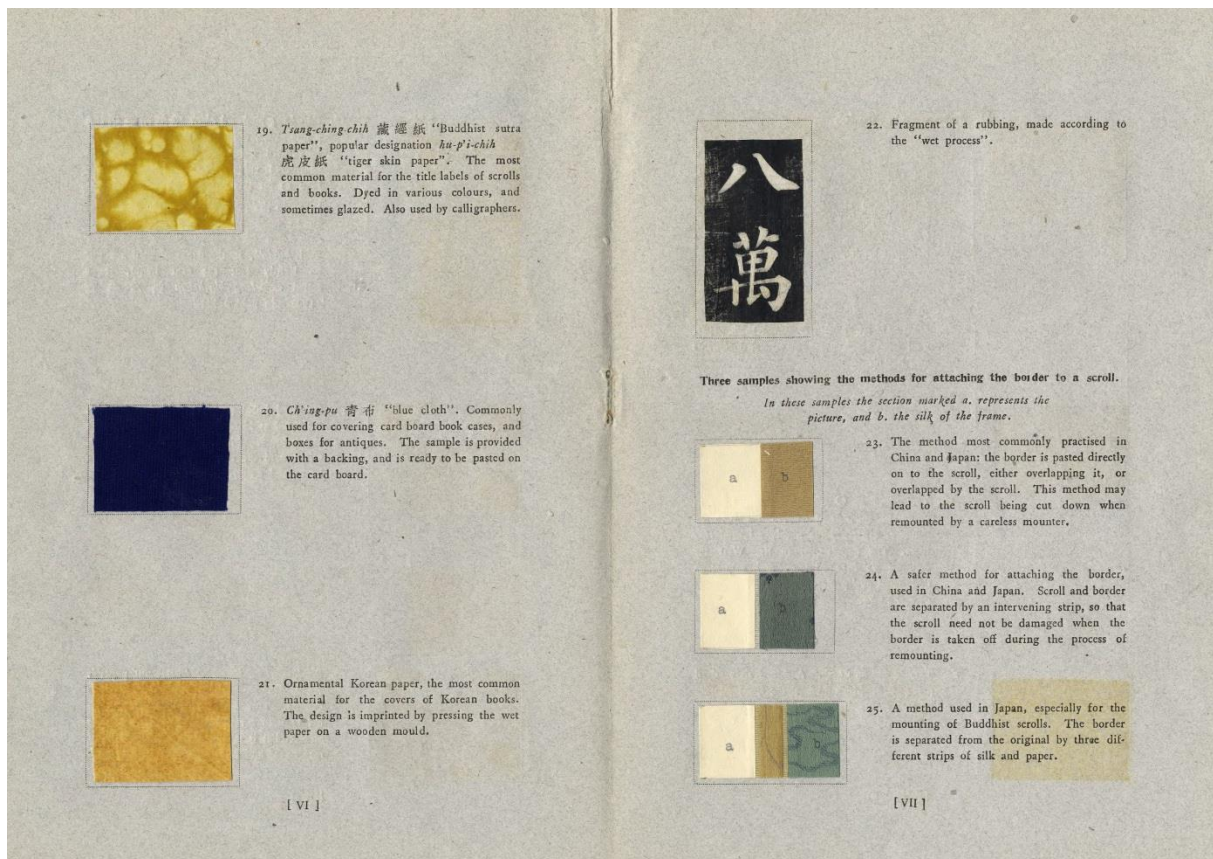 19. Tsang-ching-chih 藏經紙 “Buddhist sutra
paper”, popular designation hu-p’i-chih
虎皮紙 “tiger skin paper”. The most
common material for the title labels of scrolls
and books. Dyed in various colours, and
sometimes glazed. Also used by calligraphers.
20. Ch’ing-pu 青布 “blue cloth”. Commonly
used for covering card board book cases, and
boxes for antiques. The sample is provided
with a backing, and is ready to be pasted on
the card board.
21. Ornamental Korean paper, the most common
material for the covers of Korean books.
The design is imprinted by pressing the wet
paper on a wooden mould.
[ VI ]
八
萬
22. Fragment of a rubbing, made according to
the “wet process”.
Three samples showing the methods for attaching the border to a scroll.
In these samples the section marked a. represents the
picture, and b. the silk of the frame.
a b
23. The method most commonly practised in
China and Japan: the border is pasted directly
on to the scroll, either overlapping it, or
overlapped by the scroll. This method may
lead to the scroll being cut down when
remounted by a careless mounter.
a b
24. A safer method for attaching the border,
used in China and Japan. Scroll and border
are separated by an intervening strip, so that
the scroll need not be damaged when the
border is taken off during the process of
remounting.
a b
25. A method used in Japan, especially for the
mounting of Buddhist scrolls. The border
is separated from the original by three dif-
ferent strips of silk and paper.
[ VII ]